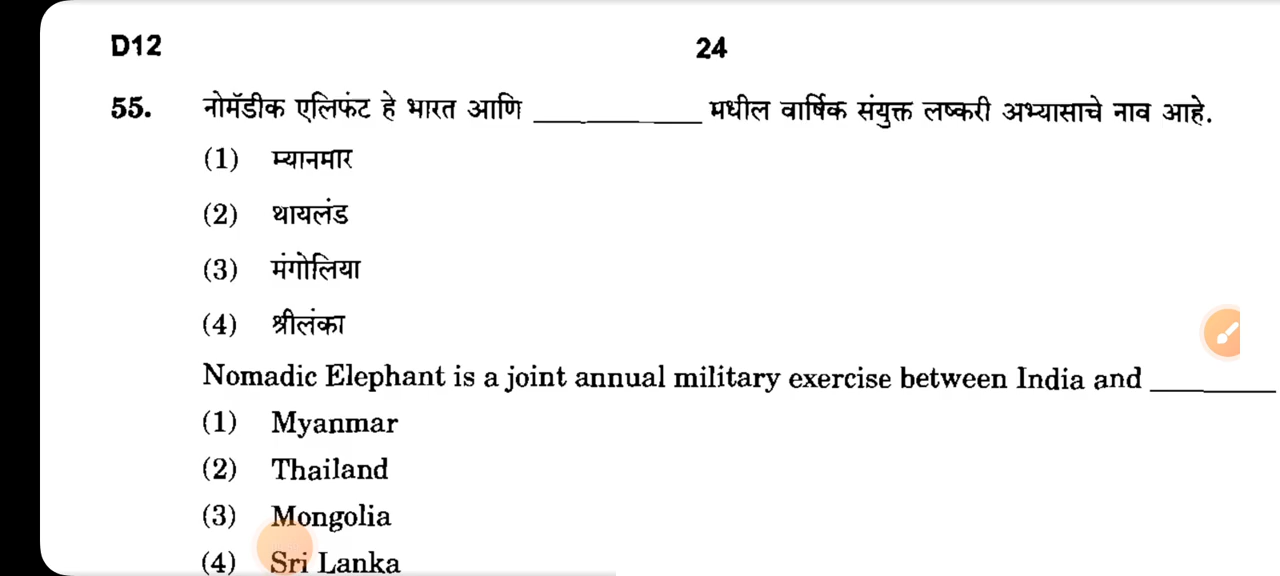 D12 24
55. नोमॅडीक एलिफंट हे भारत आणि __________ मधील वार्षिक संयुक्त लष्करी अभ्यासाचे नाव आहे.
(1) म्यानमार
(2) थायलंड
(3) मंगोलिया
(4) श्रीलंका
Nomadic Elephant is a joint annual military exercise between India and ________
(1) Myanmar
(2) Thailand
(3) Mongolia
(4) Sri Lanka